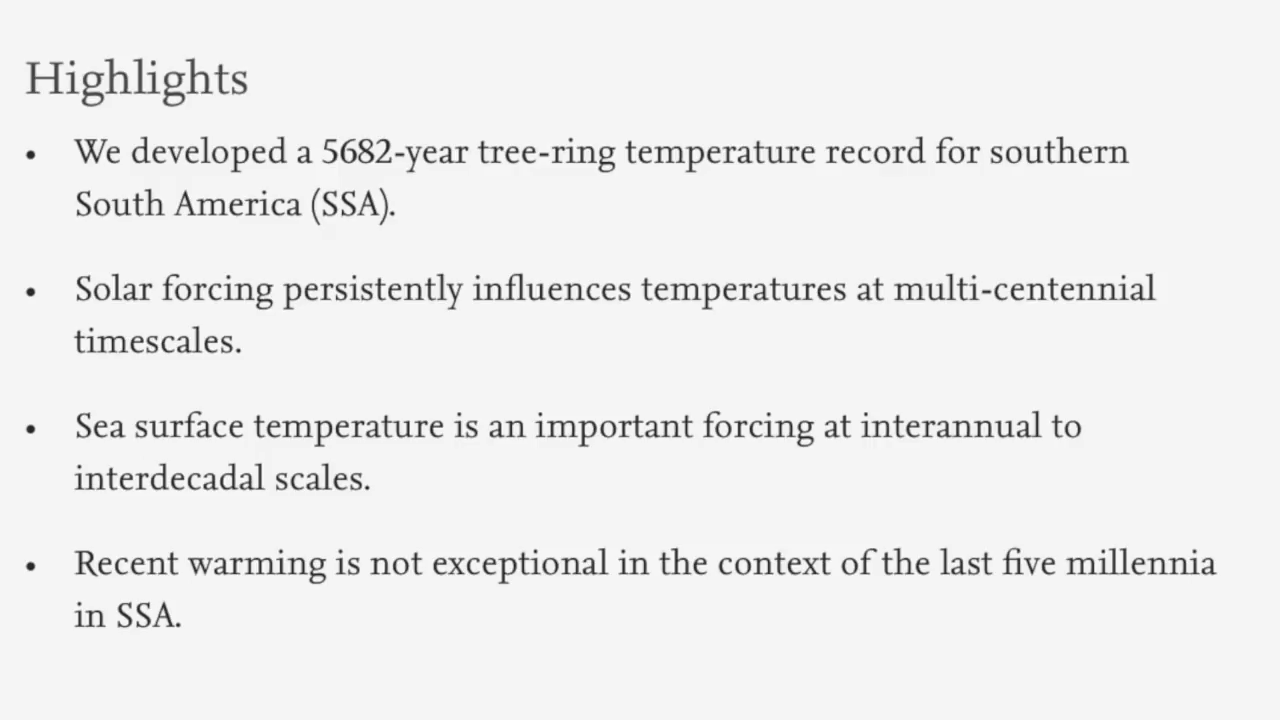 Highlights
• We developed a 5682-year tree-ring temperature record for southern
South America (SSA).
• Solar forcing persistently influences temperatures at multi-centennial
timescales.
• Sea surface temperature is an important forcing at interannual to
interdecadal scales.
• Recent warming is not exceptional in the context of the last five millennia
in SSA.